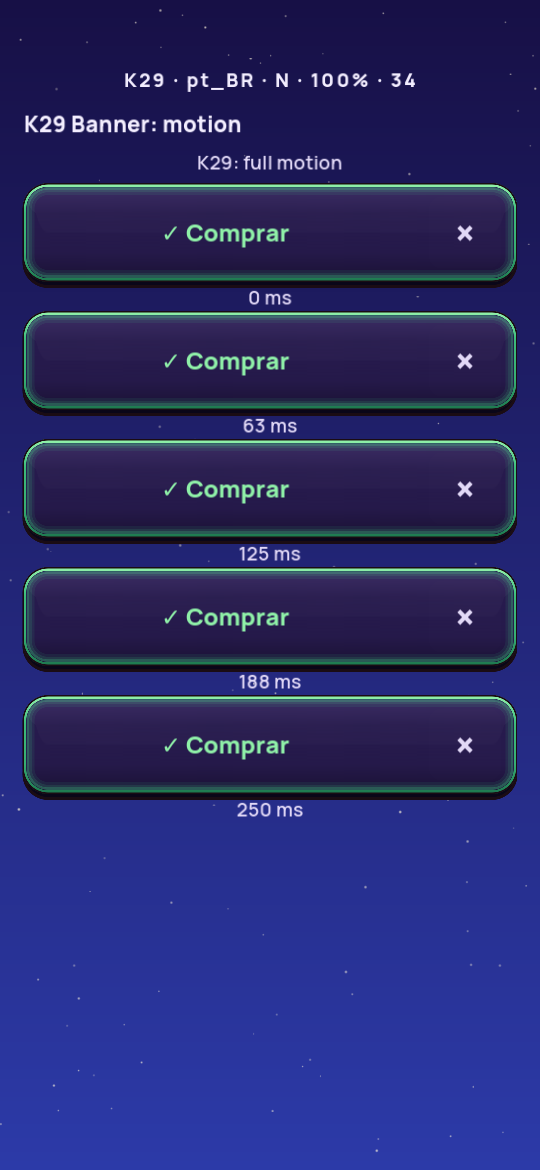 K29 · pt_BR · N · 100% · 34
K29 Banner: motion
K29: full motion
✓ Comprar ×
0 ms
✓ Comprar ×
63 ms
✓ Comprar ×
125 ms
✓ Comprar ×
188 ms
✓ Comprar ×
250 ms